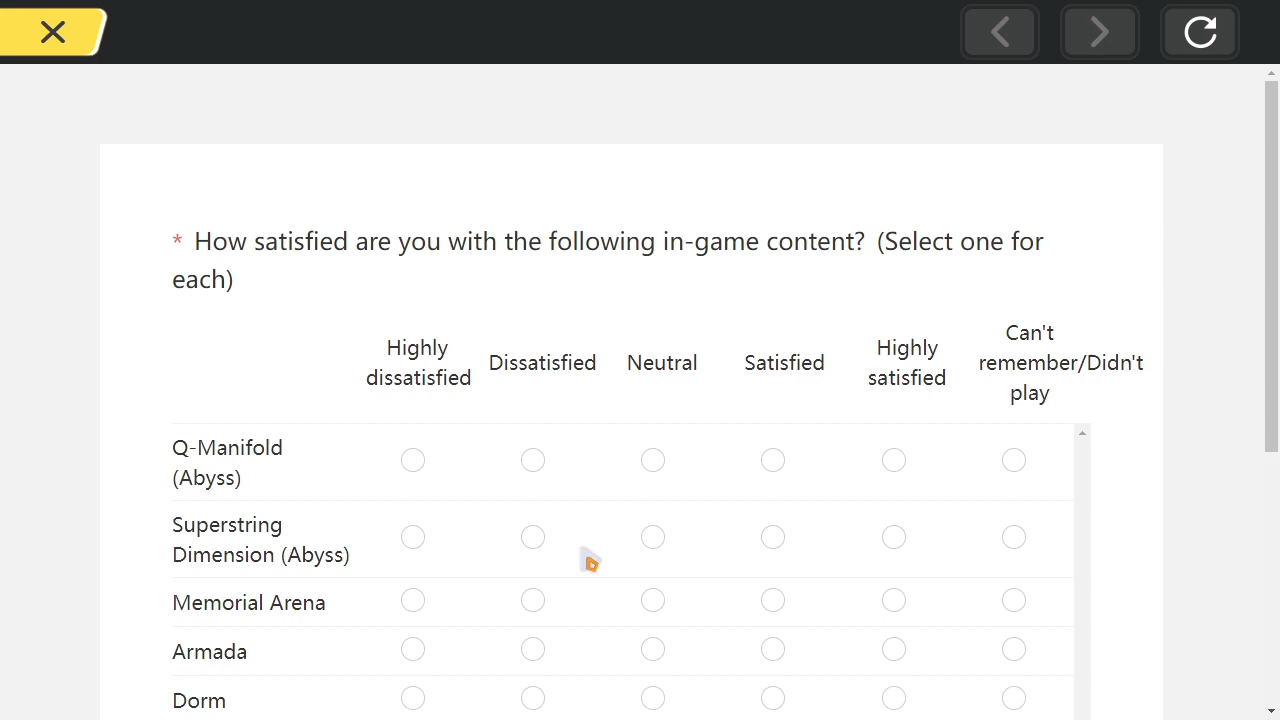 * How satisfied are you with the following in-game content? (Select one for
each)
Highly
dissatisfied
Dissatisfied
Neutral
Satisfied
Highly
satisfied
Can't
remember/Didn't
play
Q-Manifold
(Abyss)
Superstring
Dimension (Abyss)
Memorial Arena
Armada
Dorm